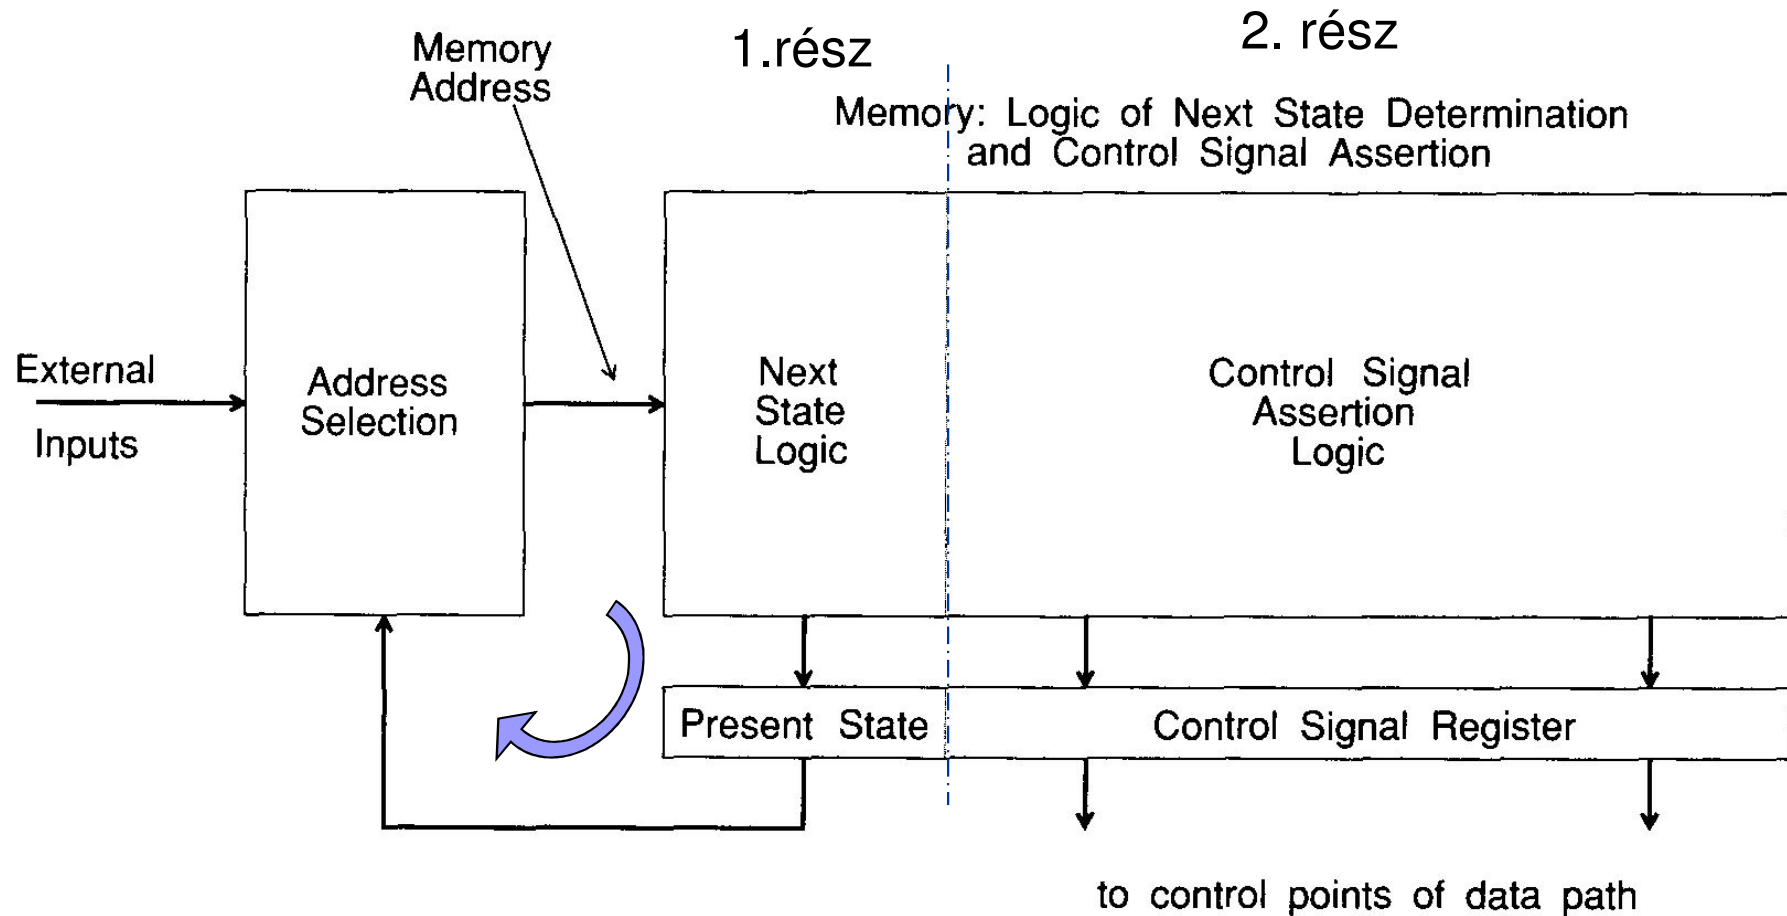 1.rész
2. rész
Memory
Address
Memory: Logic of Next State Determination
and Control Signal Assertion
External
Inputs
Address
Selection
Next
State
Logic
Control Signal
Assertion
Logic
Present State
Control Signal Register
to control points of data path